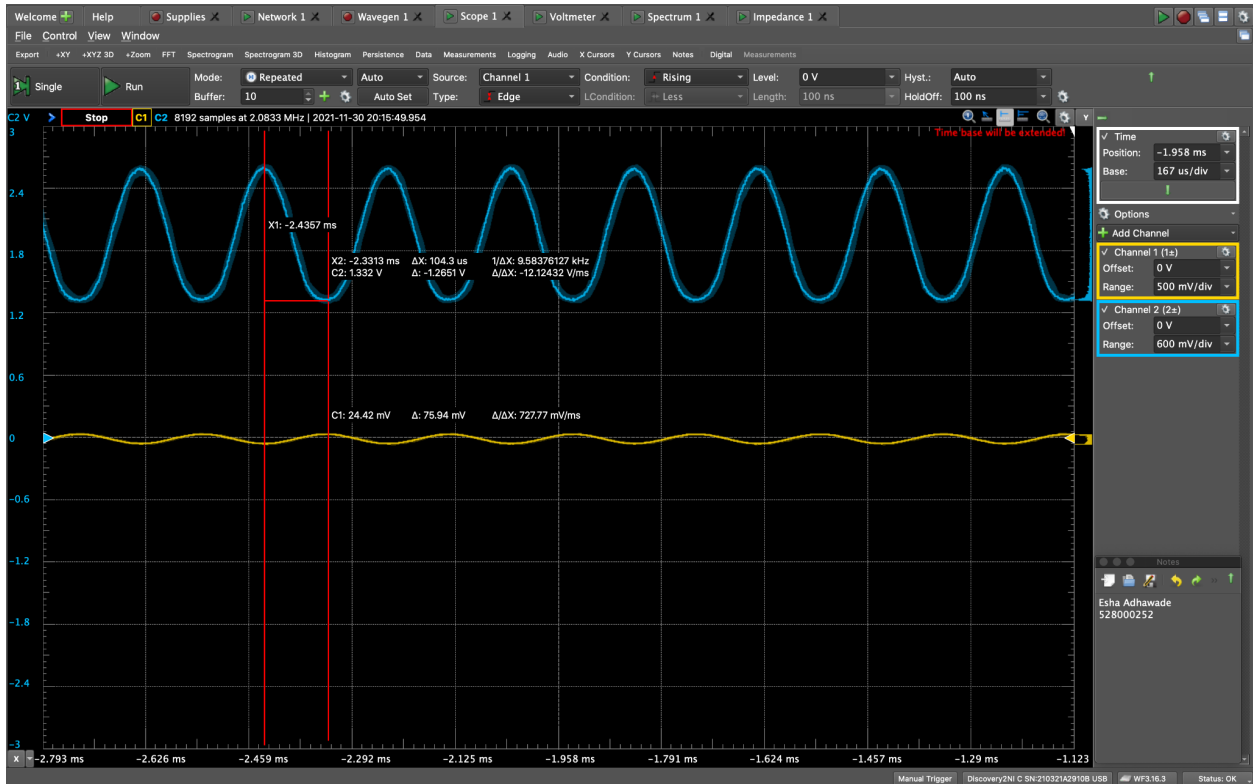 Welcome Help Supplies Network 1 Wavegen 1 Scope 1 Voltmeter Spectrum 1 Impedance 1
File Control View Window
Export +XY +XYZ 3D +Zoom FFT Spectrogram Spectrogram 3D Histogram Persistence Data Measurements Logging Audio X Cursors Y Cursors Notes Digital Measurements
Single Run
Mode: Repeated Auto Source: Channel 1 Condition: Rising Level: 0 V Hyst.: Auto
Buffer: 10 Auto Set Type: Edge LCondition: Less Length: 100 ns HoldOff: 100 ns
C2 V Stop C1 C2 8192 samples at 2.0833 MHz | 2021-11-30 20:15:49.954 Y
Time base will be extended!
3
2.4
1.8
1.2
0.6
0
-0.6
-1.2
-1.8
-2.4
-3
X1: -2.4357 ms
X2: -2.3313 ms ΔX: 104.3 us 1/ΔX: 9.58376127 kHz
C2: 1.332 V Δ: -1.2651 V Δ/ΔX: -12.12432 V/ms
C1: 24.42 mV Δ: 75.94 mV Δ/ΔX: 727.77 mV/ms
X -2.793 ms -2.626 ms -2.459 ms -2.292 ms -2.125 ms -1.958 ms -1.791 ms -1.624 ms -1.457 ms -1.29 ms -1.123
Time
Position: -1.958 ms
Base: 167 us/div
Options
Add Channel
Channel 1 (1±)
Offset: 0 V
Range: 500 mV/div
Channel 2 (2±)
Offset: 0 V
Range: 600 mV/div
Notes
Esha Adhawade
528000252
Manual Trigger Discovery2NI C SN:210321A2910B USB WF3.16.3 Status: OK